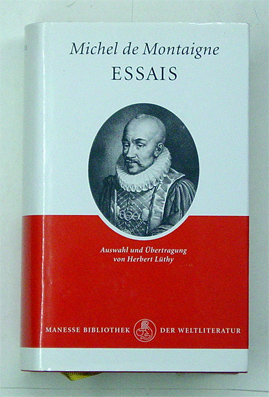 Michel de Montaigne
ESSAIS
Auswahl und Übertragung
von Herbert Lüthy
MANESSE BIBLIOTHEK DER WELTLITERATUR